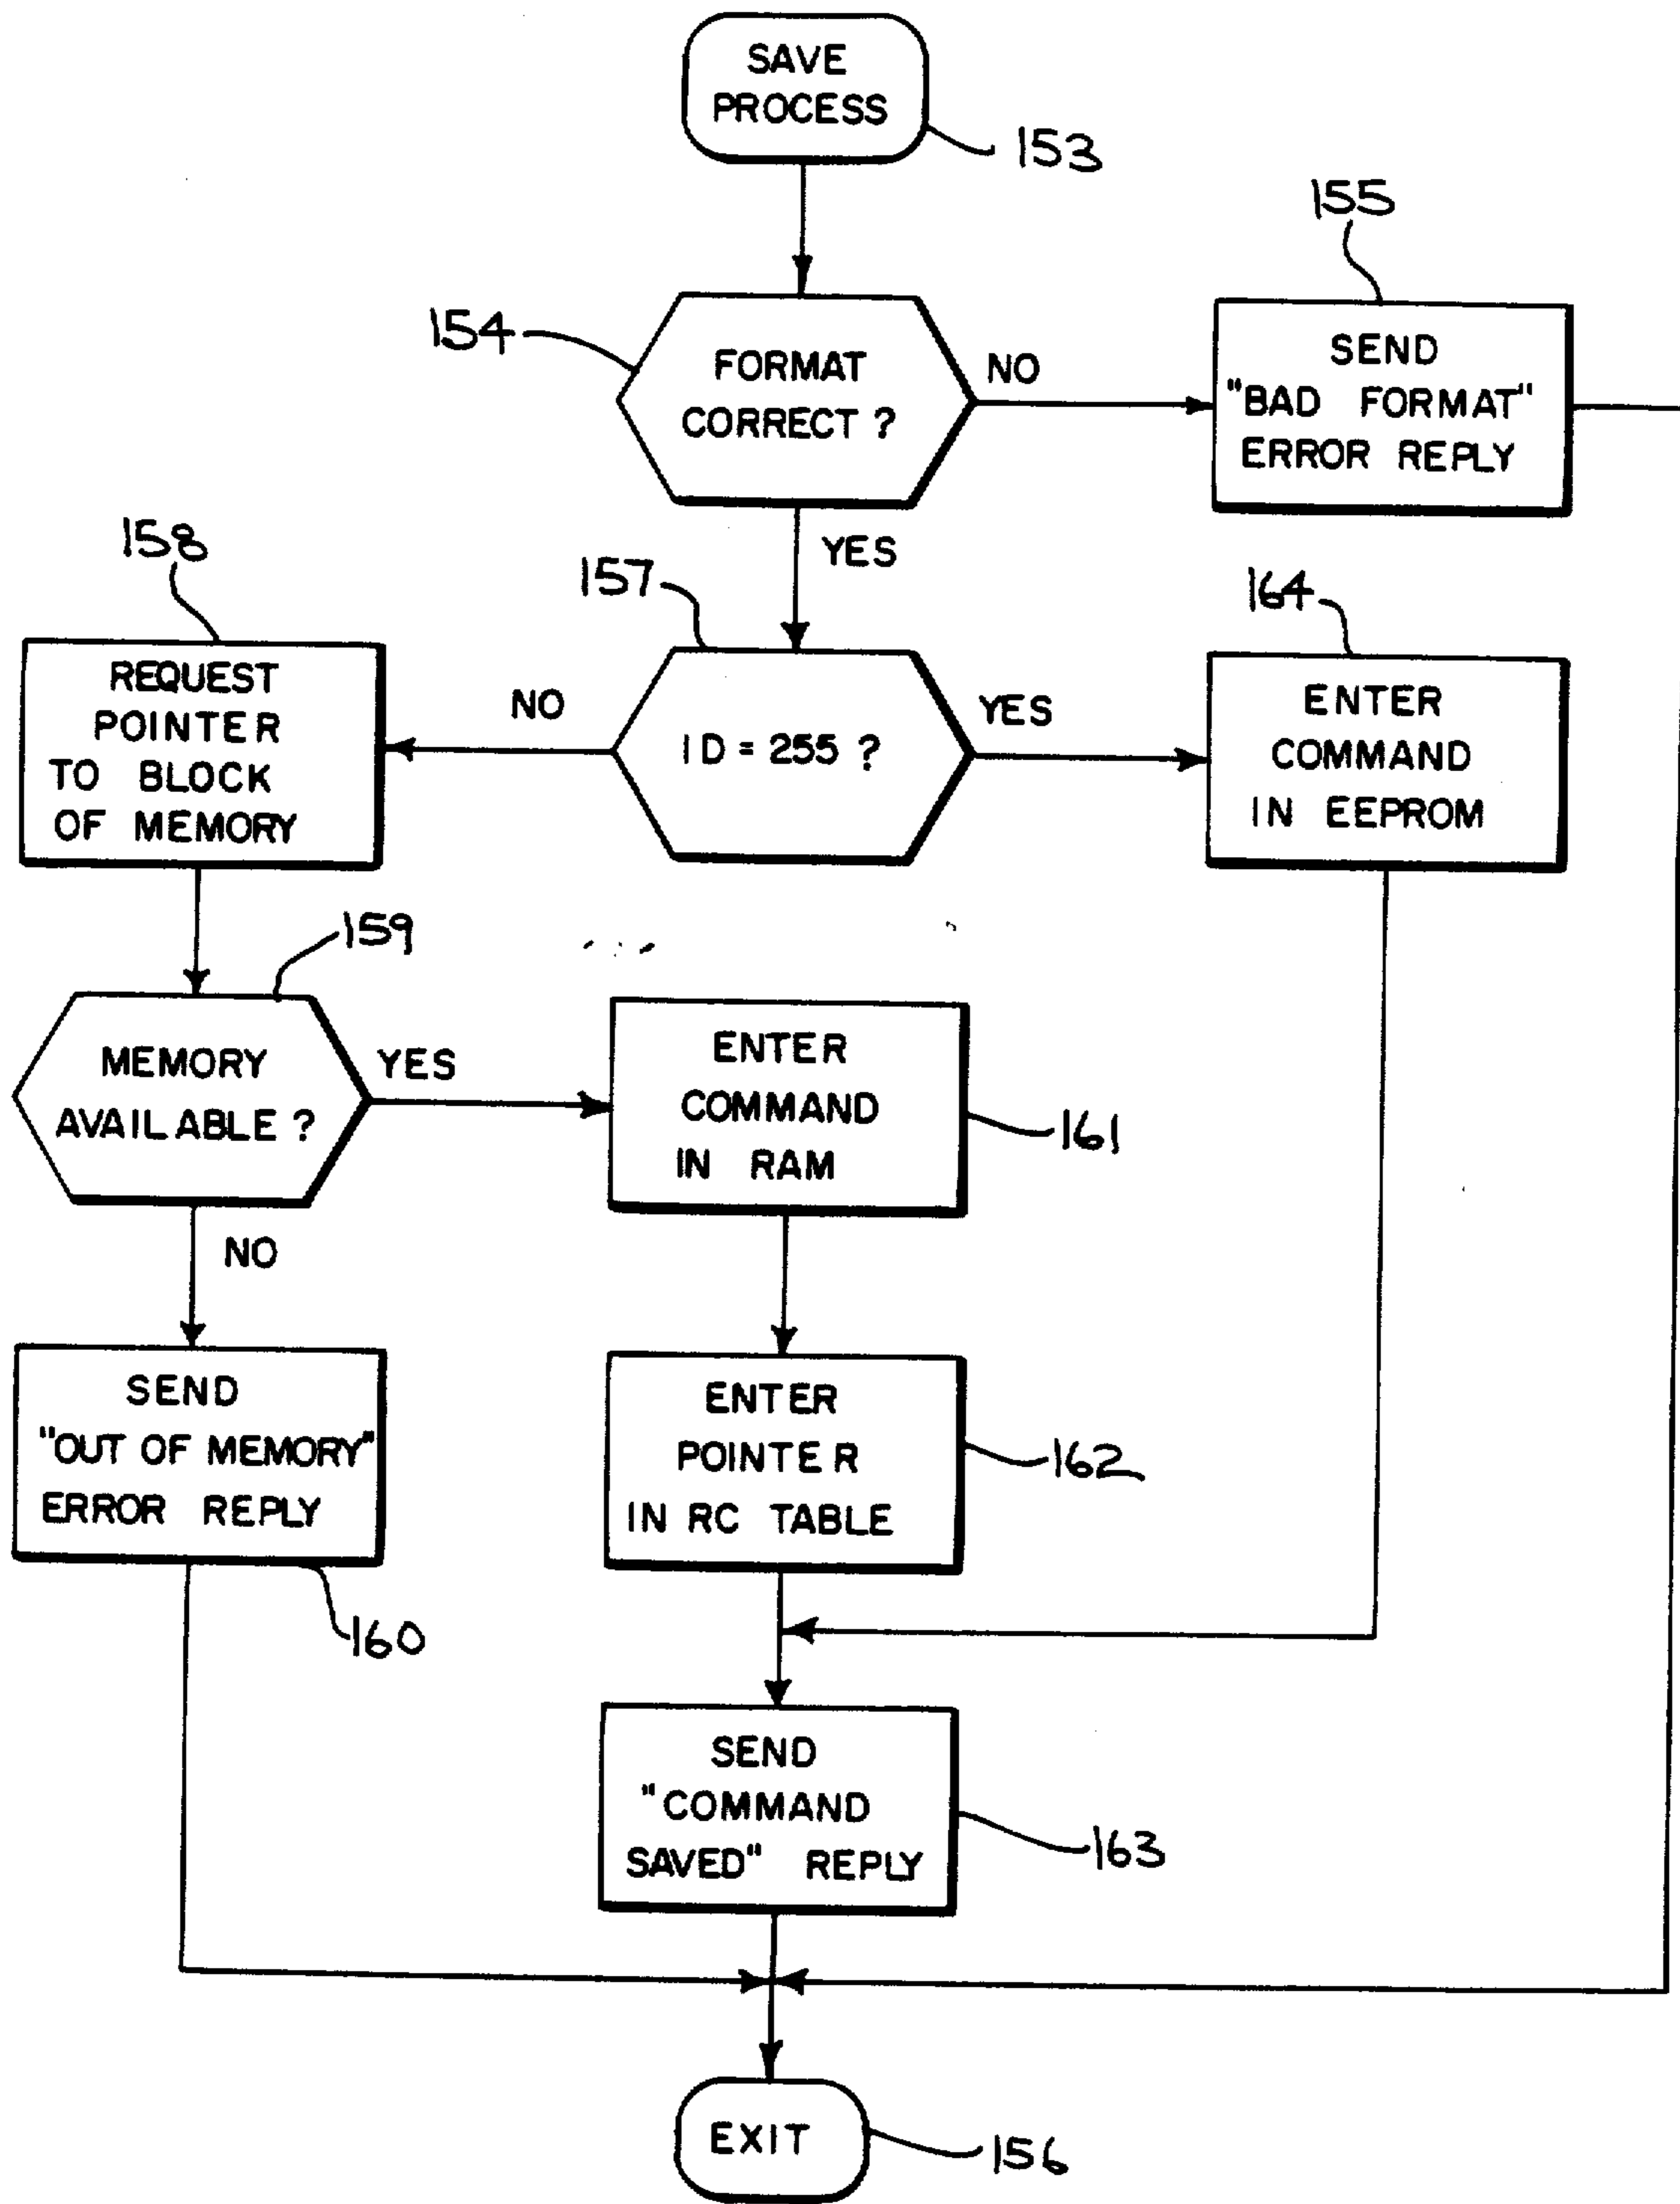 SAVE
PROCESS
153
155
154
FORMAT
CORRECT ?
NO
SEND
"BAD FORMAT"
ERROR REPLY
YES
158
157
164
REQUEST
POINTER
TO BLOCK
OF MEMORY
NO
ID = 255 ?
YES
ENTER
COMMAND
IN EEPROM
159
MEMORY
AVAILABLE ?
YES
ENTER
COMMAND
IN RAM
161
NO
SEND
"OUT OF MEMORY"
ERROR REPLY
160
ENTER
POINTER
IN RC TABLE
162
SEND
"COMMAND
SAVED" REPLY
163
EXIT
156